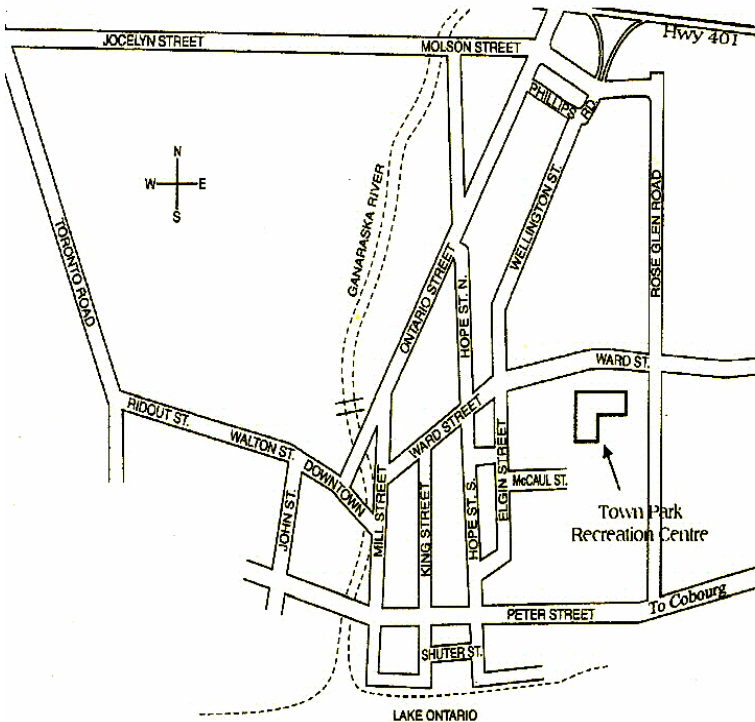 Hwy 401
JOCELYN STREET
MOLSON STREET
PHILLIPS RD.
N
W E
S
GANARASKA RIVER
WELLINGTON ST.
ROSE GLEN ROAD
TORONTO ROAD
ONTARIO STREET
HOPE ST. N.
WARD ST.
RIDOUT ST.
WALTON ST.
DOWNTOWN
WARD STREET
ELGIN STREET
McCAUL ST.
MILL STREET
KING STREET
HOPE ST. S.
JOHN ST.
Town Park
Recreation Centre
PETER STREET
To Cobourg
SHUTER ST.
LAKE ONTARIO